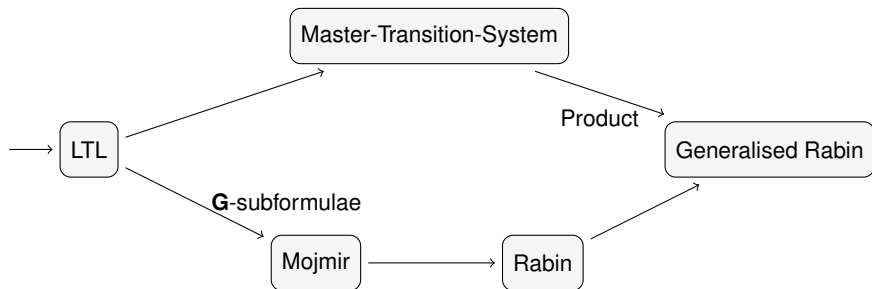 Master-Transition-System
Product
LTL
Generalised Rabin
G-subformulae
Mojmir
Rabin